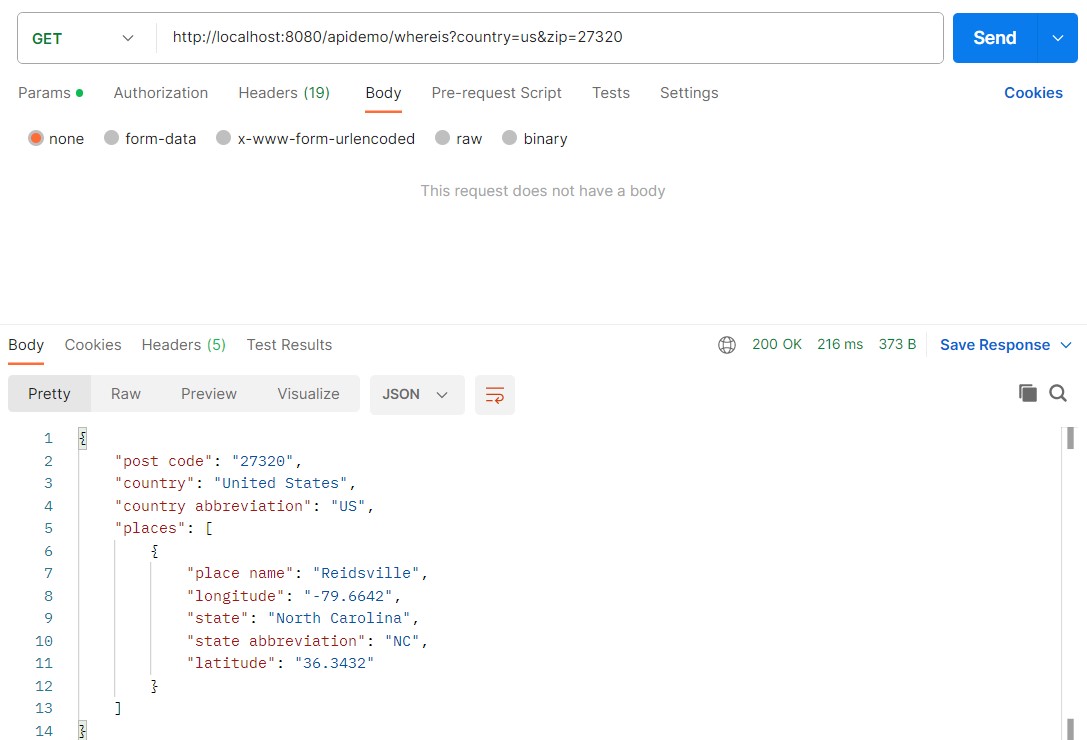 GET http://localhost:8080/apidemo/whereis?country=us&zip=27320 Send
Params Authorization Headers (19) Body Pre-request Script Tests Settings Cookies
none form-data x-www-form-urlencoded raw binary
This request does not have a body
Body Cookies Headers (5) Test Results 200 OK 216 ms 373 B Save Response
Pretty Raw Preview Visualize JSON
1 {
2 "post code": "27320",
3 "country": "United States",
4 "country abbreviation": "US",
5 "places": [
6 {
7 "place name": "Reidsville",
8 "longitude": "-79.6642",
9 "state": "North Carolina",
10 "state abbreviation": "NC",
11 "latitude": "36.3432"
12 }
13 ]
14 }